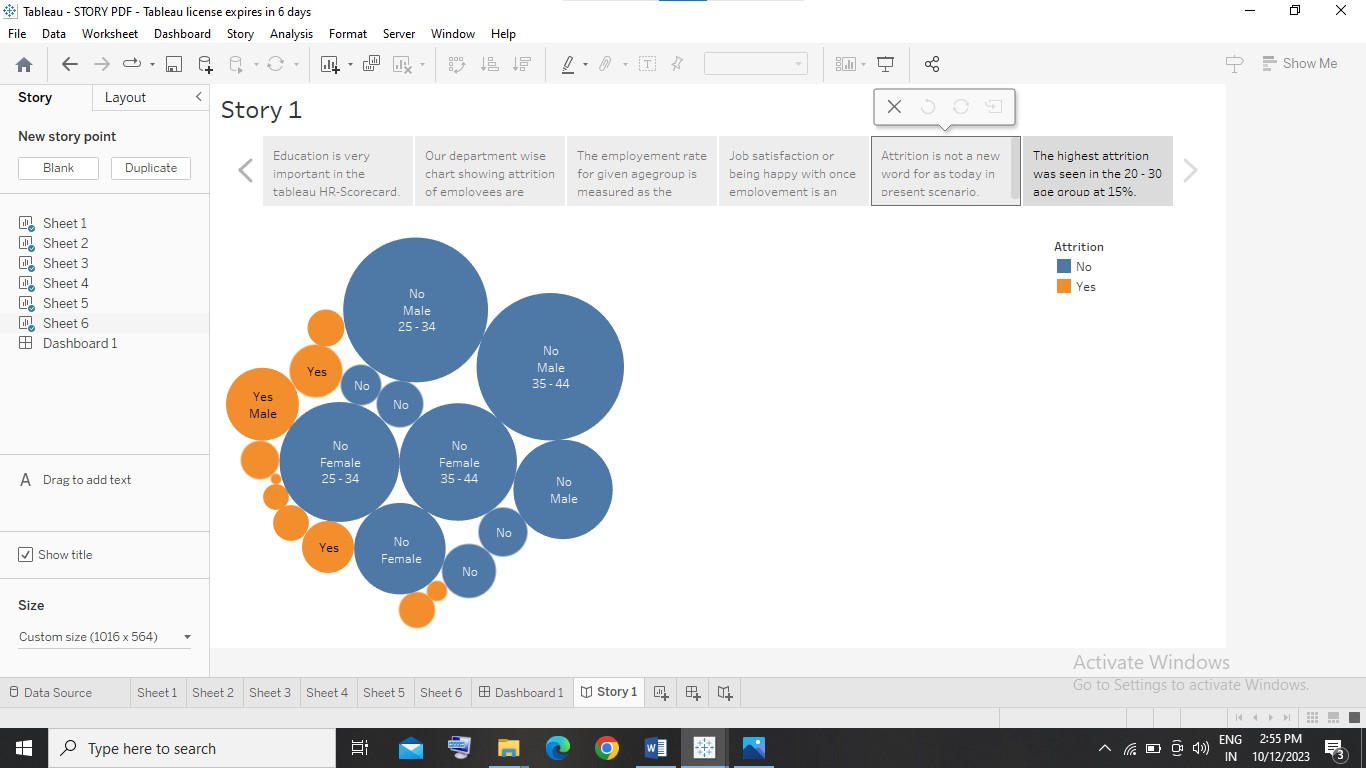 Tableau - STORY PDF - Tableau license expires in 6 days
File Data Worksheet Dashboard Story Analysis Format Server Window Help
Show Me
Story Layout
New story point
Blank Duplicate
Sheet 1
Sheet 2
Sheet 3
Sheet 4
Sheet 5
Sheet 6
Dashboard 1
A Drag to add text
Show title
Size
Custom size (1016 x 564)
Story 1
Education is very
important in the
tableau HR-Scorecard.
Our department wise
chart showing attrition
of employees are
The employement rate
for given agegroup is
measured as the
Job satisfaction or
being happy with once
employement is an
Attrition is not a new
word for as today in
present scenario.
The highest attrition
was seen in the 20 - 30
age group at 15%.
Attrition
No
Yes
No
Male
25 - 34
No
Male
35 - 44
Yes
No
Yes
Male
No
No
Female
25 - 34
No
Female
35 - 44
No
Male
No
Yes
No
Female
No
Activate Windows
Go to Settings to activate Windows.
Data Source Sheet 1 Sheet 2 Sheet 3 Sheet 4 Sheet 5 Sheet 6 Dashboard 1 Story 1
Type here to search
ENG
IN
2:55 PM
10/12/2023
3